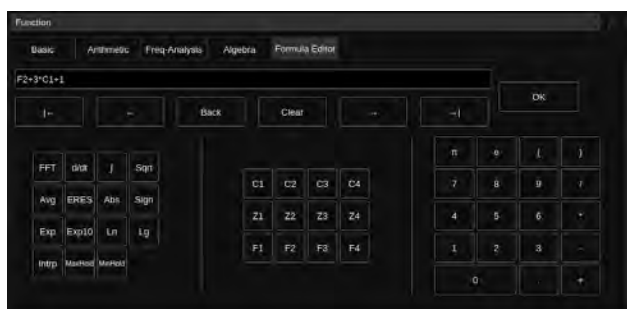 Function
Basic Arithmetic Freq-Analysis Algebra Formula Editor
F2+3*C1+1
OK
|← ← Back Clear → →|
π e ( )
FFT d/dt ∫ Sqrt
C1 C2 C3 C4
7 8 9 /
Avg ERES Abs Sign
Z1 Z2 Z3 Z4
4 5 6 *
Exp Exp10 Ln Lg
F1 F2 F3 F4
1 2 3 -
Intrp MaxHold MinHold
0 . +